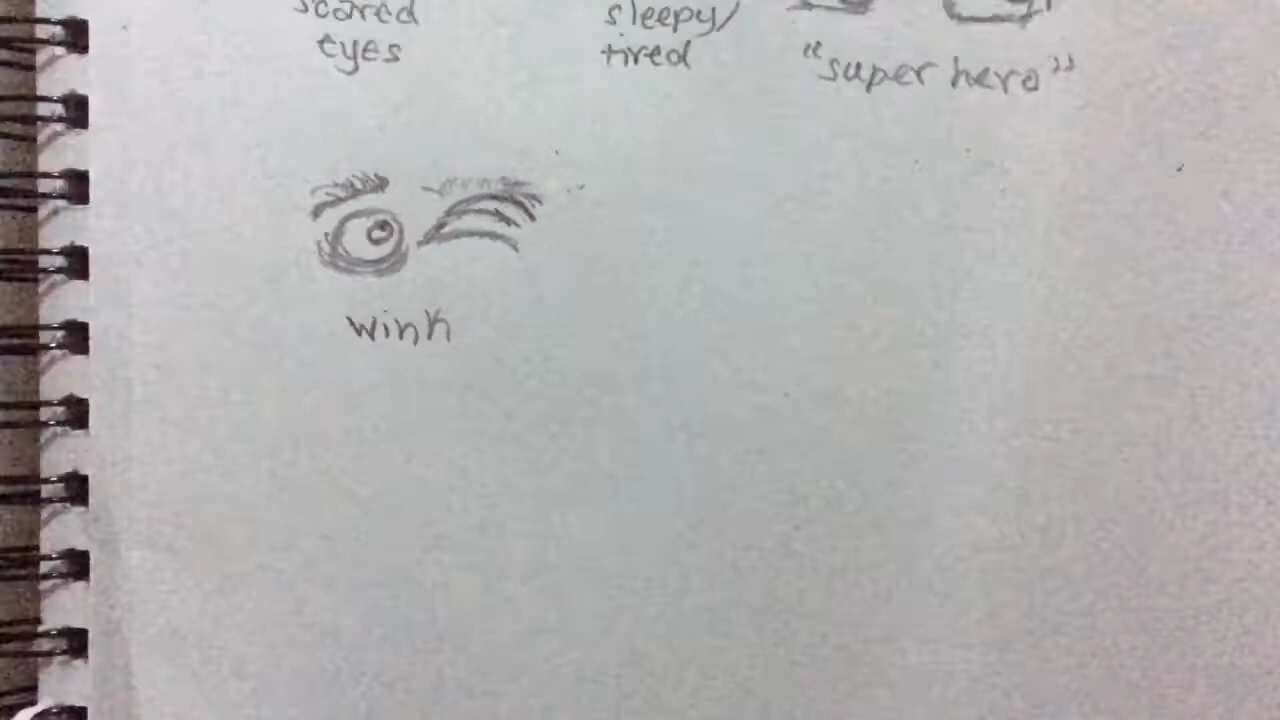 scared
eyes
sleepy/
tired
"super hero"
wink